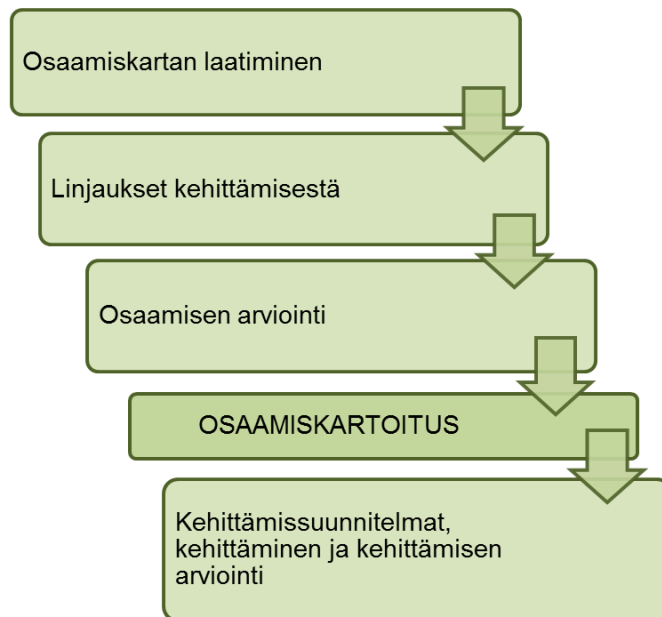 Osaamiskartan laatiminen
Linjaukset kehittämisestä
Osaamisen arviointi
OSAAMISKARTOITUS
Kehittämissuunnitelmat,
kehittäminen ja kehittämisen
arviointi